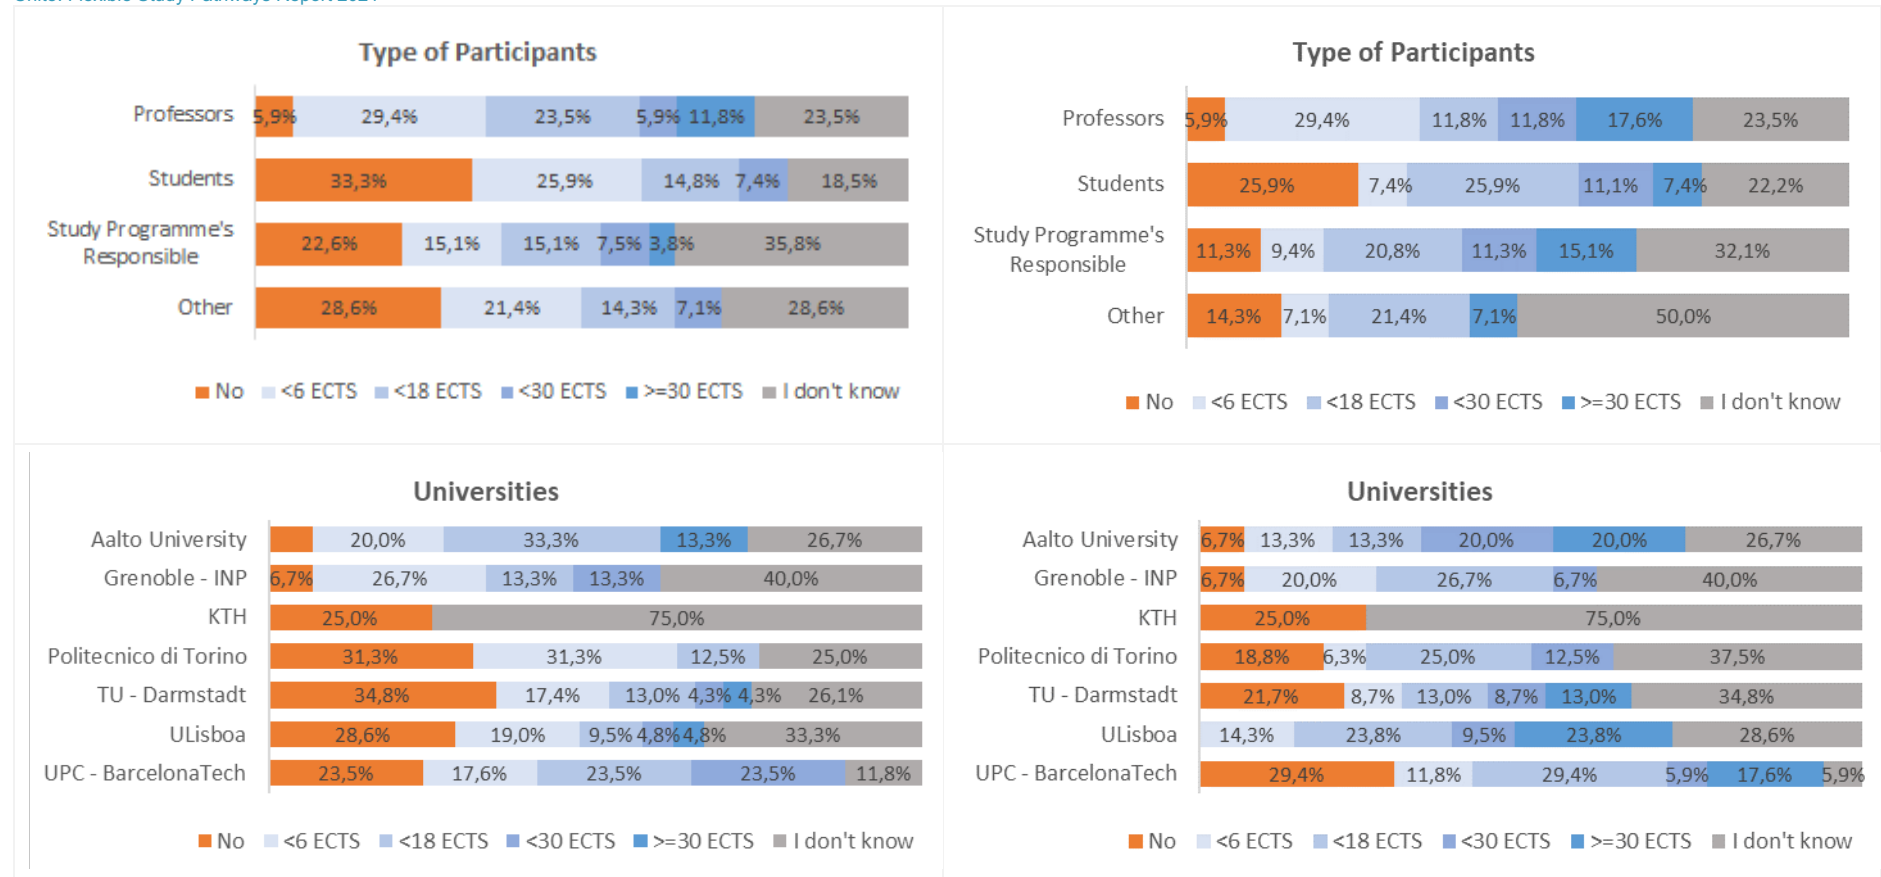 Type of Participants
Professors 5,9% 29,4% 23,5% 5,9% 11,8% 23,5%
Students 33,3% 25,9% 14,8% 7,4% 18,5%
Study Programme's
Responsible 22,6% 15,1% 15,1% 7,5% 3,8% 35,8%
Other 28,6% 21,4% 14,3% 7,1% 28,6%
No <6 ECTS <18 ECTS <30 ECTS >=30 ECTS I don't know
Type of Participants
Professors 5,9% 29,4% 11,8% 11,8% 17,6% 23,5%
Students 25,9% 7,4% 25,9% 11,1% 7,4% 22,2%
Study Programme's
Responsible 11,3% 9,4% 20,8% 11,3% 15,1% 32,1%
Other 14,3% 7,1% 21,4% 7,1% 50,0%
No <6 ECTS <18 ECTS <30 ECTS >=30 ECTS I don't know
Universities
Aalto University 20,0% 33,3% 13,3% 26,7%
Grenoble - INP 6,7% 26,7% 13,3% 13,3% 40,0%
KTH 25,0% 75,0%
Politecnico di Torino 31,3% 31,3% 12,5% 25,0%
TU - Darmstadt 34,8% 17,4% 13,0% 4,3% 4,3% 26,1%
ULisboa 28,6% 19,0% 9,5% 4,8% 4,8% 33,3%
UPC - BarcelonaTech 23,5% 17,6% 23,5% 23,5% 11,8%
No <6 ECTS <18 ECTS <30 ECTS >=30 ECTS I don't know
Universities
Aalto University 6,7% 13,3% 13,3% 20,0% 20,0% 26,7%
Grenoble - INP 6,7% 20,0% 26,7% 6,7% 40,0%
KTH 25,0% 75,0%
Politecnico di Torino 18,8% 6,3% 25,0% 12,5% 37,5%
TU - Darmstadt 21,7% 8,7% 13,0% 8,7% 13,0% 34,8%
ULisboa 14,3% 23,8% 9,5% 23,8% 28,6%
UPC - BarcelonaTech 29,4% 11,8% 29,4% 5,9% 17,6% 5,9%
No <6 ECTS <18 ECTS <30 ECTS >=30 ECTS I don't know